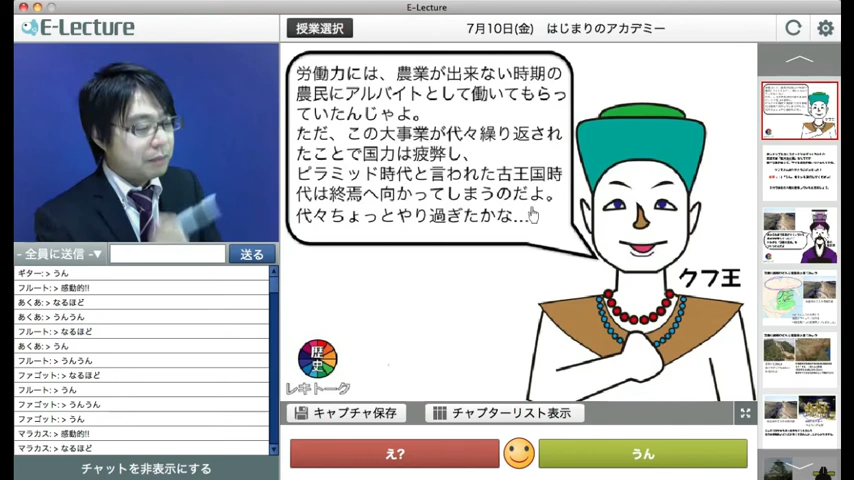 E-Lecture
E-Lecture
授業選択
7月10日(金) はじまりのアカデミー
労働力には、農業が出来ない時期の
農民にアルバイトとして働いてもらっ
ていたんじゃよ。
ただ、この大事業が代々繰り返され
たことで国力は疲弊し、
ピラミッド時代と言われた古王国時
代は終焉へ向かってしまうのだよ。
代々ちょっとやり過ぎたかな…
クフ王
歴史
レキトーク
- 全員に送信 -▼
送る
ギター: > うん
フルート: > 感動的!!
あくあ: > なるほど
あくあ: > うんうん
フルート: > なるほど
あくあ: > うん
フルート: > うんうん
ファゴット: > なるほど
フルート: > うん
ファゴット: > うんうん
ファゴット: > うん
マラカス: > 感動的!!
マラカス: > なるほど
チャットを非表示にする
キャプチャ保存
チャプターリスト表示
え?
うん